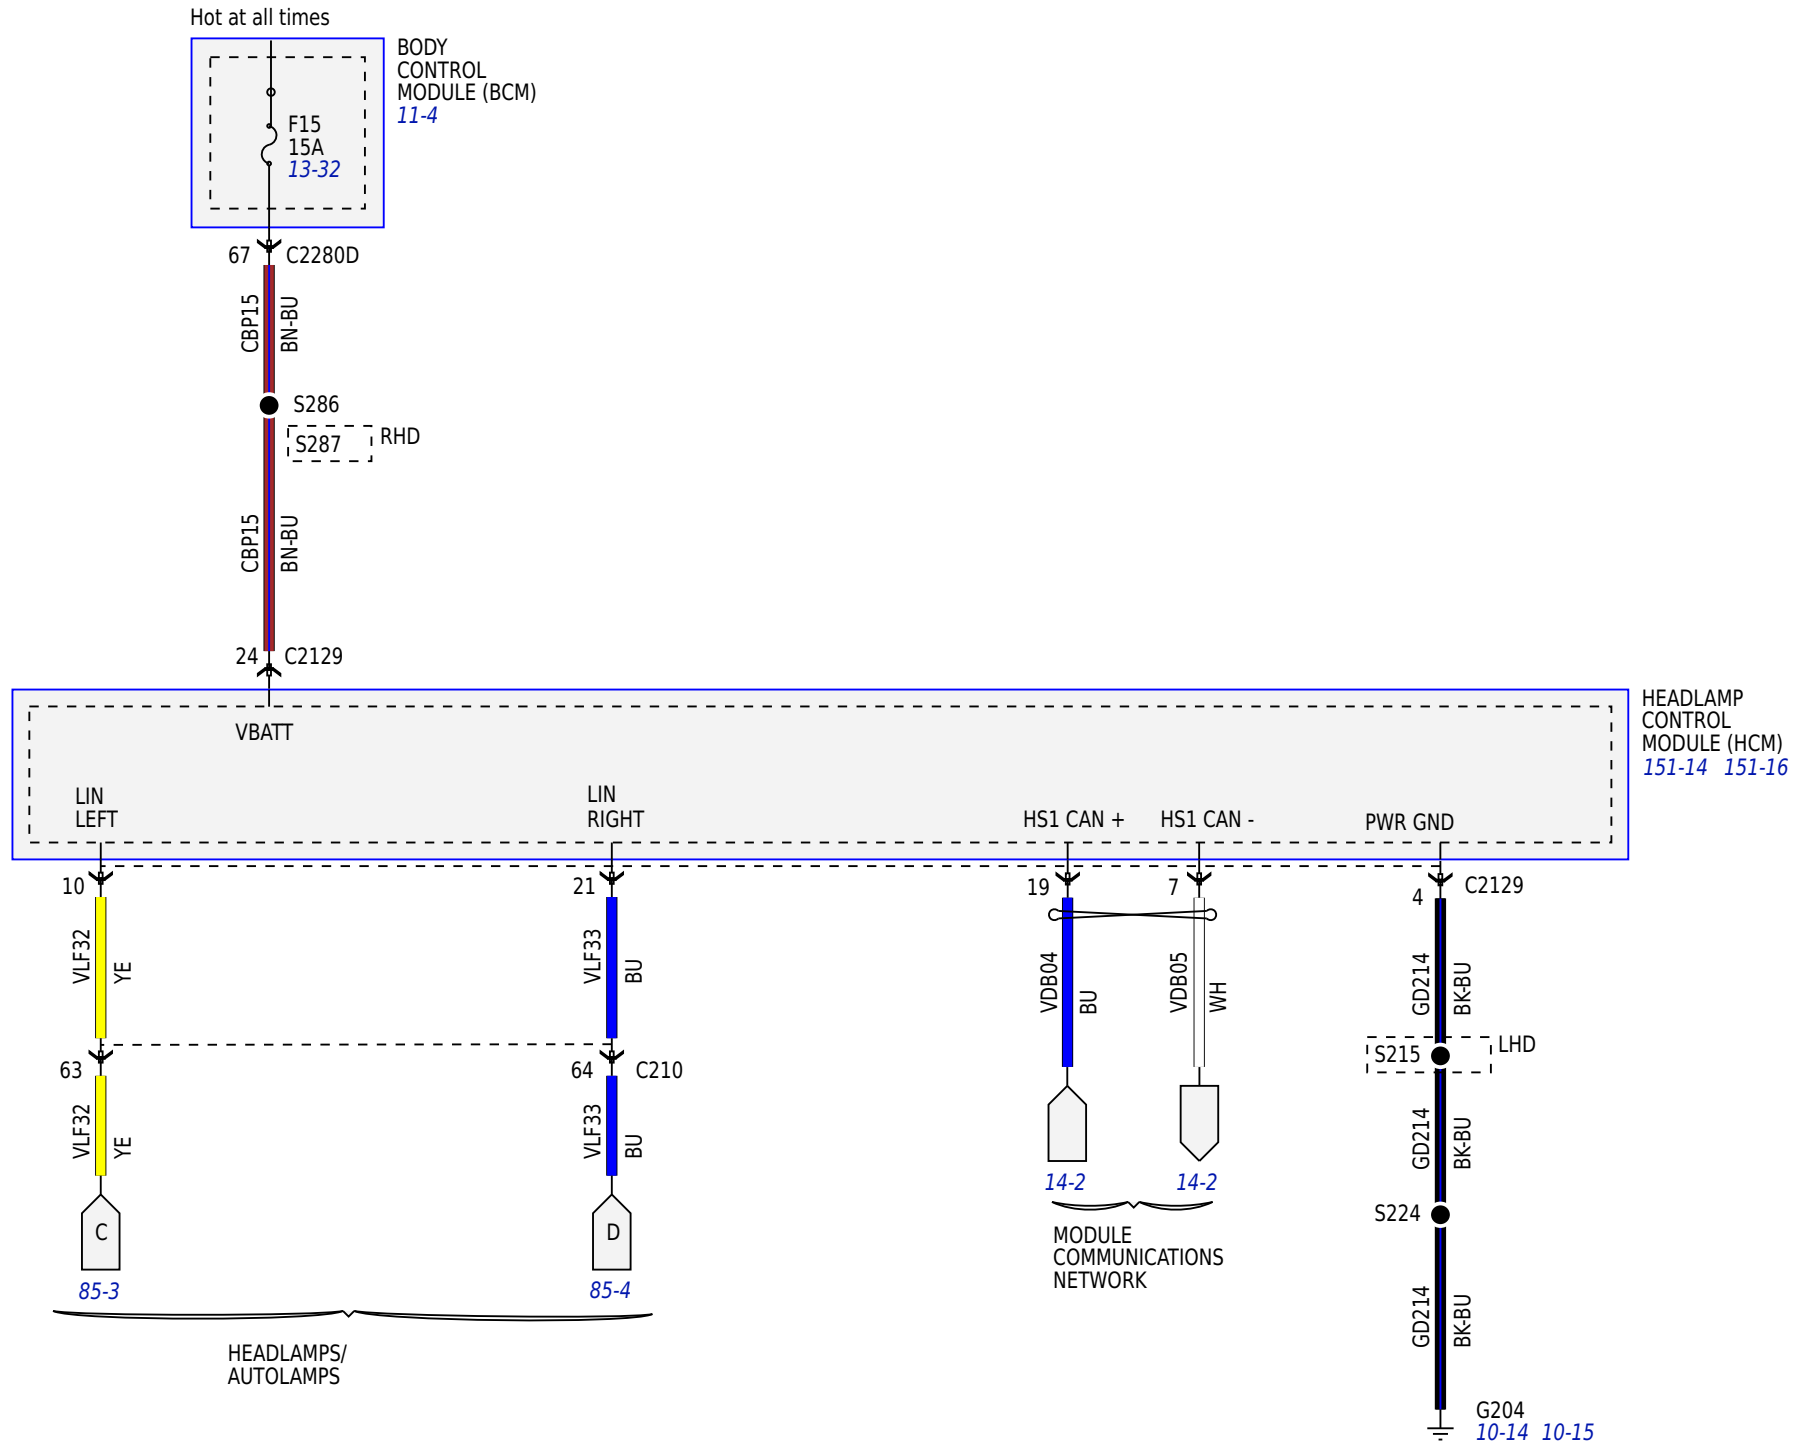 Hot at all times
BODY
CONTROL
MODULE (BCM)
11-4
F15
15A
13-32
67 C2280D
CBP15
BN-BU
S286
S287 RHD
CBP15
BN-BU
24 C2129
HEADLAMP
CONTROL
MODULE (HCM)
151-14 151-16
VBATT
LIN
LEFT
LIN
RIGHT
HS1 CAN +
HS1 CAN -
PWR GND
10
21
19
7
4
C2129
VLF32
YE
VLF33
BU
VDB04
BU
VDB05
WH
GD214
BK-BU
S215 LHD
63
64
C210
VLF32
YE
VLF33
BU
GD214
BK-BU
C
D
14-2
14-2
S224
85-3
85-4
MODULE
COMMUNICATIONS
NETWORK
GD214
BK-BU
HEADLAMPS/
AUTOLAMPS
G204
10-14 10-15